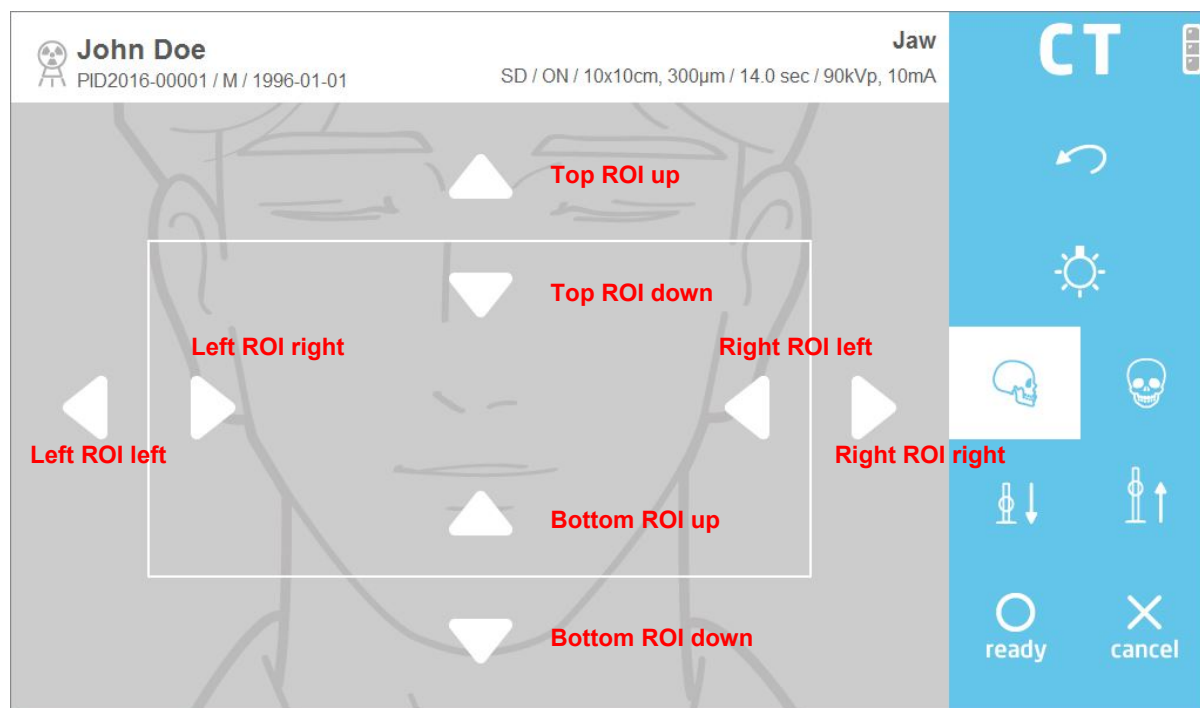 John Doe
PID2016-00001 / M / 1996-01-01
Jaw
SD / ON / 10x10cm, 300μm / 14.0 sec / 90kVp, 10mA
CT
Top ROI up
Top ROI down
Left ROI right
Right ROI left
Left ROI left
Right ROI right
Bottom ROI up
Bottom ROI down
ready
cancel